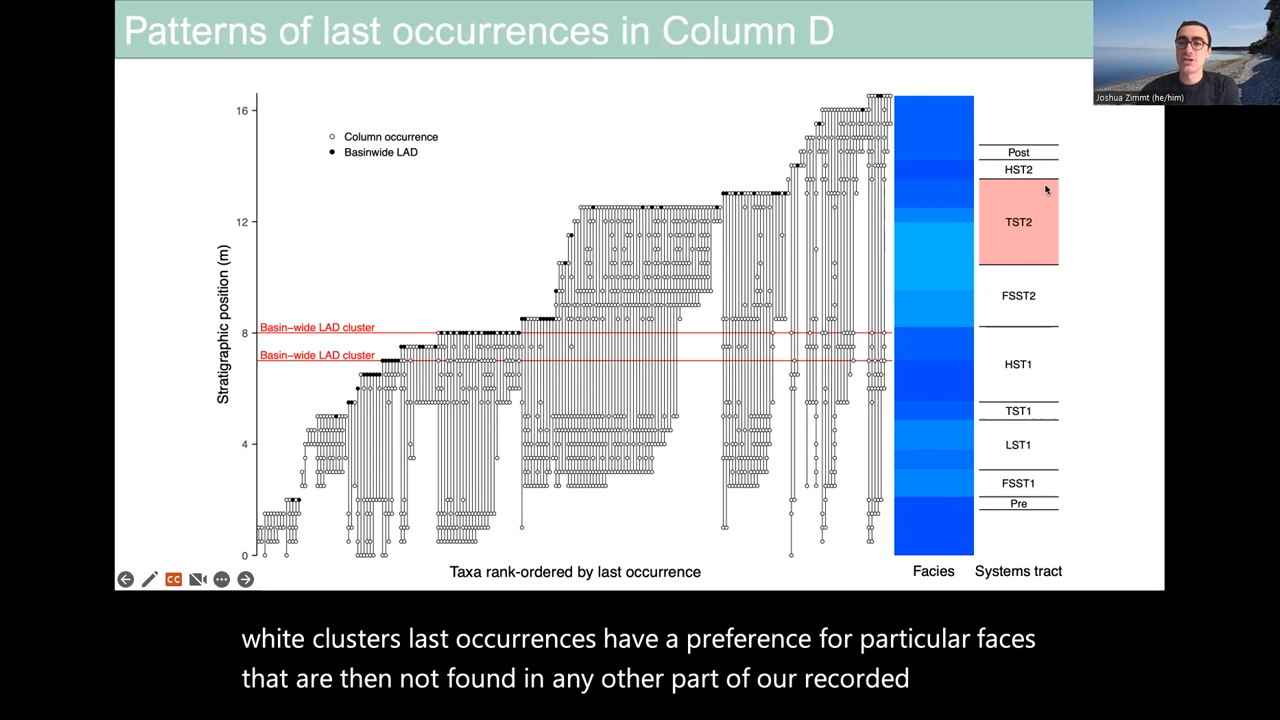 Patterns of last occurrences in Column D
Joshua Zimmt (he/him)
Column occurrence
Basinwide LAD
16
12
8
4
0
Stratigraphic position (m)
Basin-wide LAD cluster
Basin-wide LAD cluster
Post
HST2
TST2
FSST2
HST1
TST1
LST1
FSST1
Pre
Taxa rank-ordered by last occurrence
Facies
Systems tract
CC
white clusters last occurrences have a preference for particular faces
that are then not found in any other part of our recorded